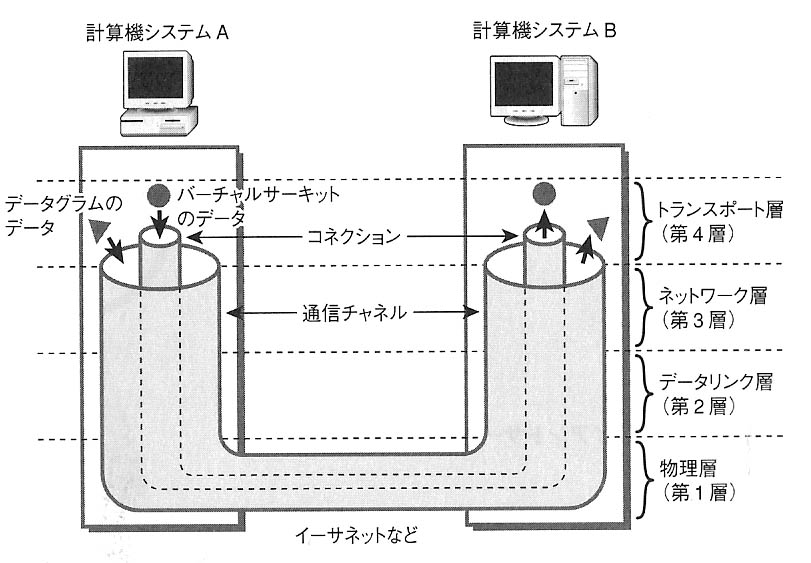 計算機システムA
計算機システムB
データグラムの
データ
バーチャルサーキット
のデータ
コネクション
トランスポート層
（第４層）
通信チャネル
ネットワーク層
（第３層）
データリンク層
（第２層）
物理層
（第１層）
イーサネットなど